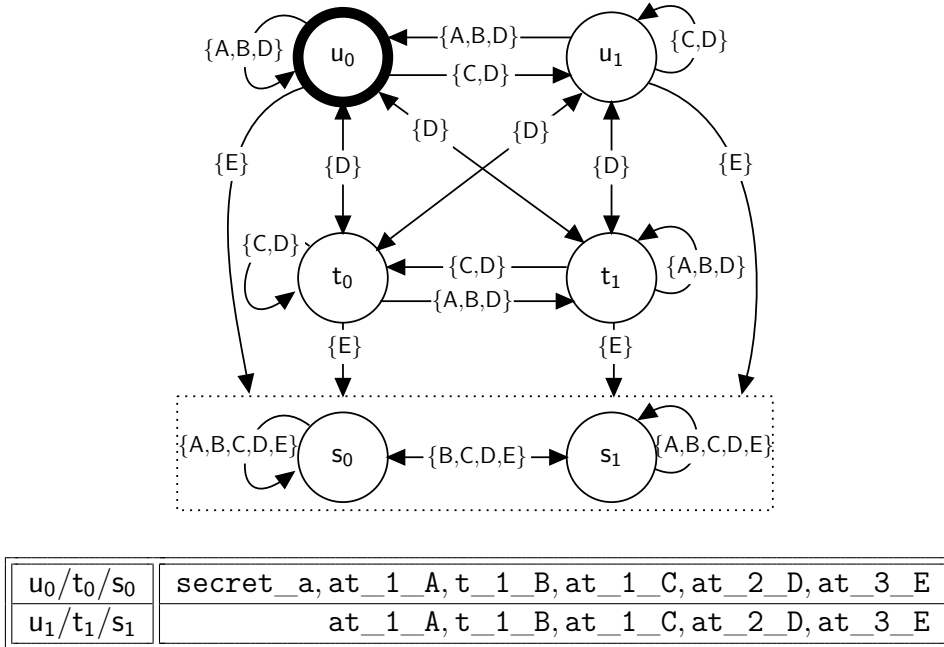 {A,B,D} u0 {A,B,D} u1 {C,D}
{C,D}
{D} {D}
{E} {D} {D} {E}
{C,D} t0 {C,D} t1 {A,B,D}
{A,B,D}
{E} {E}
{A,B,C,D,E} s0 {B,C,D,E} s1 {A,B,C,D,E}
u0/t0/s0 secret_a, at_1_A, t_1_B, at_1_C, at_2_D, at_3_E
u1/t1/s1 at_1_A, t_1_B, at_1_C, at_2_D, at_3_E